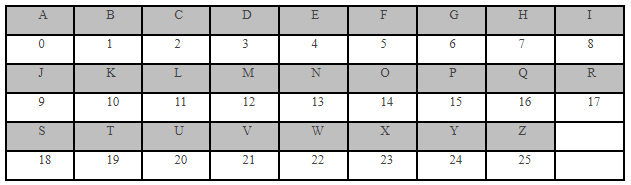 A B C D E F G H I
0 1 2 3 4 5 6 7 8
J K L M N O P Q R
9 10 11 12 13 14 15 16 17
S T U V W X Y Z
18 19 20 21 22 23 24 25